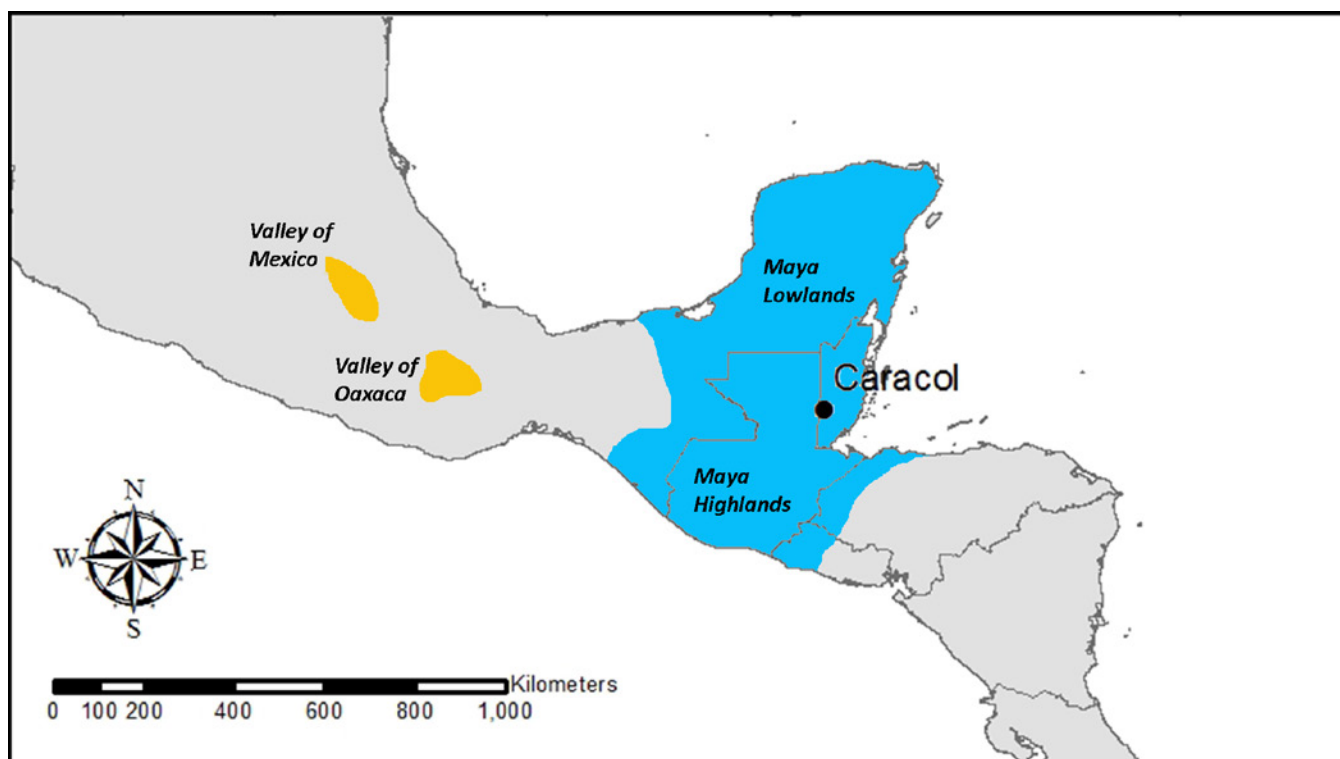 Valley of
Mexico
Maya
Lowlands
Valley of
Oaxaca
Caracol
Maya
Highlands
N
W
E
S
Kilometers
0 100 200 400 600 800 1,000